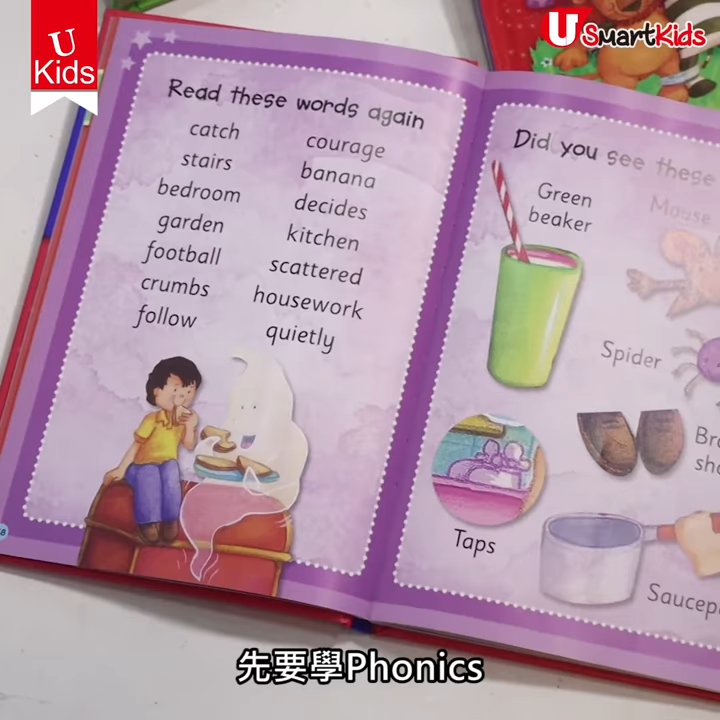 U
Kids
U SMARTKIDS
Read these words again
catch
stairs
bedroom
garden
football
crumbs
follow
courage
banana
decides
kitchen
scattered
housework
quietly
Did you see these
Green
beaker
Mouse
Spider
Taps
先要學Phonics